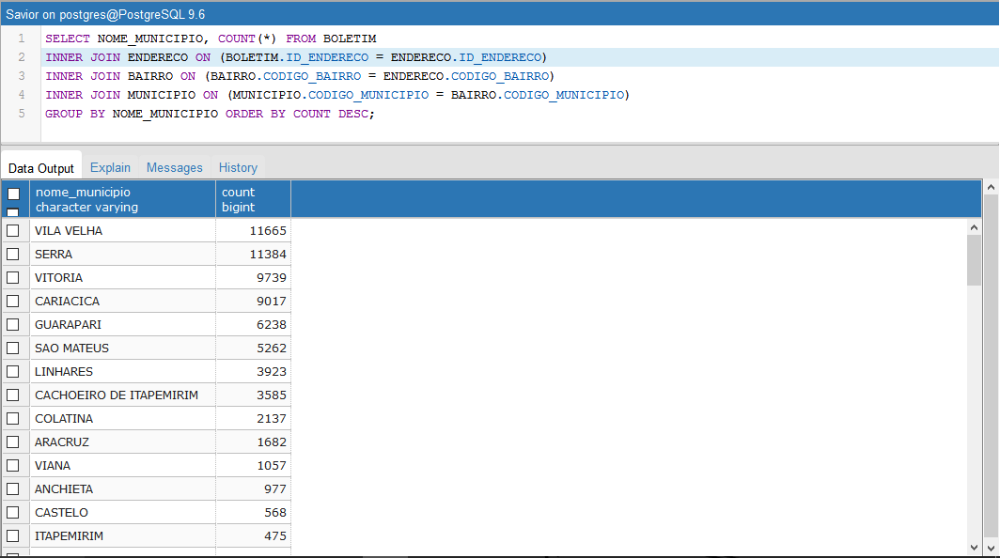 Savior on postgres@PostgreSQL 9.6
1 SELECT NOME_MUNICIPIO, COUNT(*) FROM BOLETIM
2 INNER JOIN ENDERECO ON (BOLETIM.ID_ENDERECO = ENDERECO.ID_ENDERECO)
3 INNER JOIN BAIRRO ON (BAIRRO.CODIGO_BAIRRO = ENDERECO.CODIGO_BAIRRO)
4 INNER JOIN MUNICIPIO ON (MUNICIPIO.CODIGO_MUNICIPIO = BAIRRO.CODIGO_MUNICIPIO)
5 GROUP BY NOME_MUNICIPIO ORDER BY COUNT DESC;
Data Output Explain Messages History
nome_municipio count
character varying bigint
VILA VELHA 11665
SERRA 11384
VITORIA 9739
CARIACICA 9017
GUARAPARI 6238
SAO MATEUS 5262
LINHARES 3923
CACHOEIRO DE ITAPEMIRIM 3585
COLATINA 2137
ARACRUZ 1682
VIANA 1057
ANCHIETA 977
CASTELO 568
ITAPEMIRIM 475